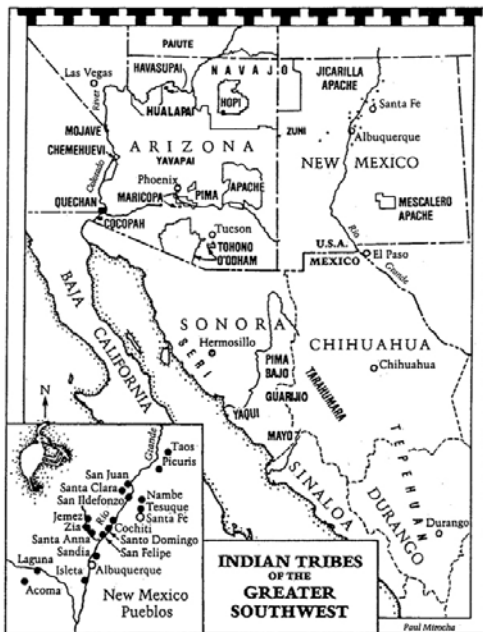 PAIUTE
Las Vegas
HAVASUPAI
NAVAJO
JICARILLA
APACHE
River
HUALAPAI
HOPI
Santa Fe
MOJAVE
ZUNI
Albuquerque
CHEMEHUEVI
ARIZONA
YAVAPAI
NEW MEXICO
Colorado
Phoenix
APACHE
QUECHAN
MARICOPA
PIMA
MESCALERO
APACHE
COCOPAH
Tucson
Rio
TOHONO
O'ODHAM
U.S.A.
MEXICO
El Paso
Grande
BAJA
CALIFORNIA
SONORA
SERI
Hermosillo
CHIHUAHUA
Chihuahua
PIMA
BAJO
GUARIJIO
TARAHUMARA
YAQUI
MAYO
TEPEHUAN
SINALOA
DURANGO
Durango
N
Grande
Taos
Picuris
San Juan
Santa Clara
San Ildefonzo
Nambe
Tesuque
Santa Fe
Rio
Jemez
Zia
Cochiti
Santa Anna
Santo Domingo
Sandia
San Felipe
Laguna
Albuquerque
Isleta
Acoma
New Mexico
Pueblos
INDIAN TRIBES
OF THE
GREATER
SOUTHWEST
Paul Mirocha